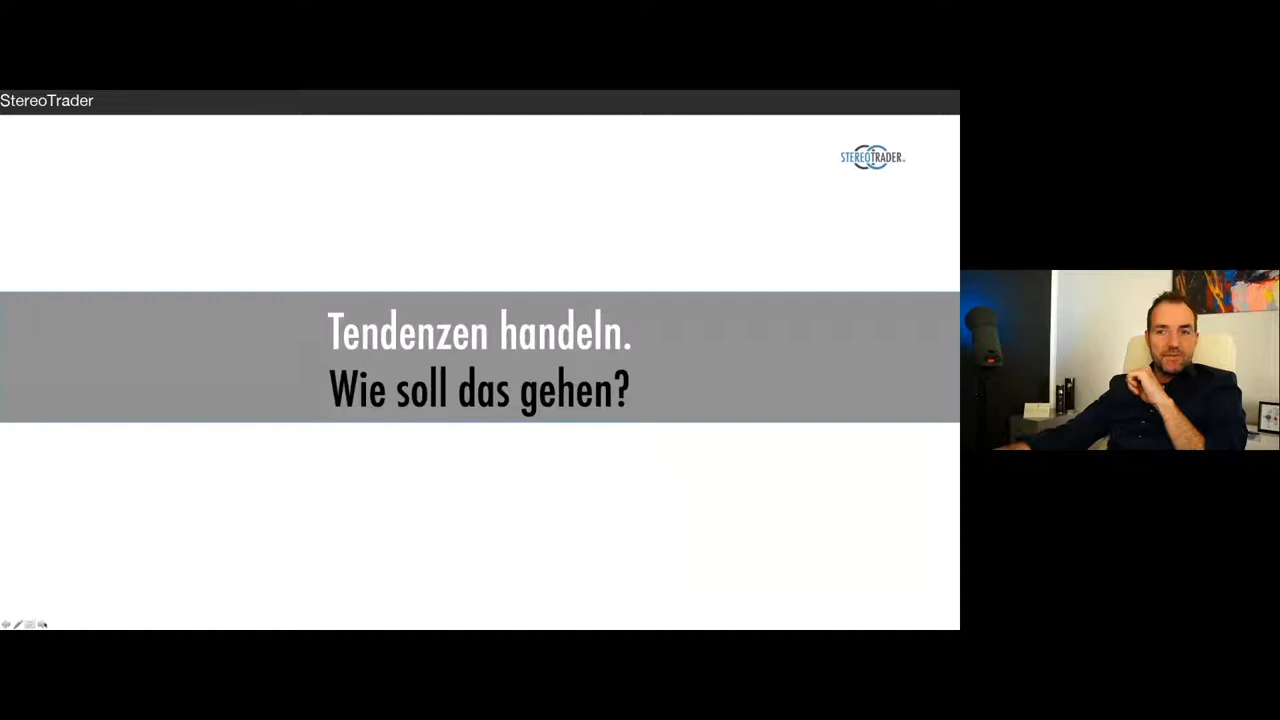 StereoTrader
STEREOTRADER
Tendenzen handeln.
Wie soll das gehen?